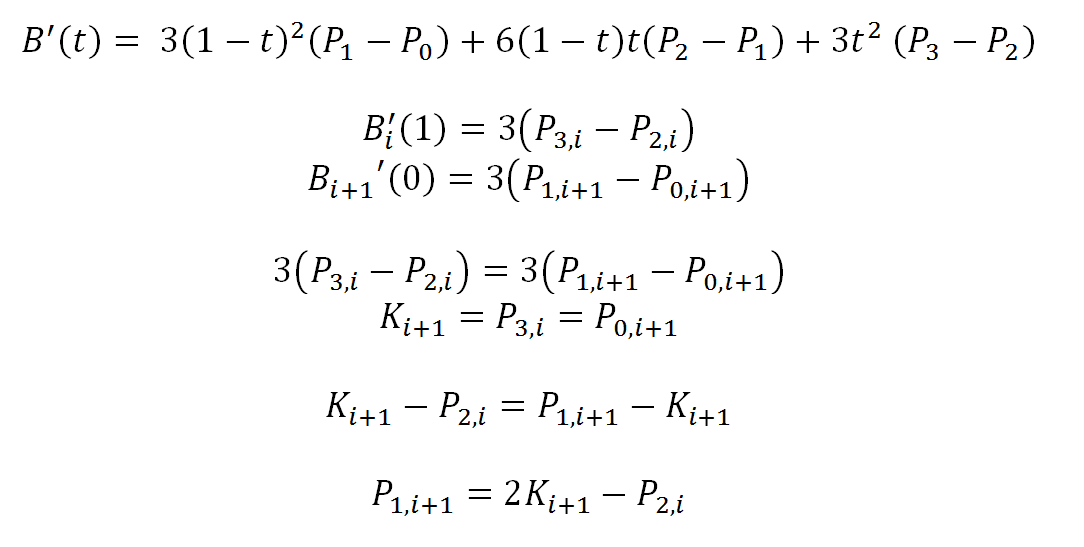 B′(t) = 3(1 − t)²(P₁ − P₀) + 6(1 − t)t(P₂ − P₁) + 3t² (P₃ − P₂)
B′ᵢ(1) = 3(P₃,ᵢ − P₂,ᵢ)
Bᵢ₊₁′(0) = 3(P₁,ᵢ₊₁ − P₀,ᵢ₊₁)
3(P₃,ᵢ − P₂,ᵢ) = 3(P₁,ᵢ₊₁ − P₀,ᵢ₊₁)
Kᵢ₊₁ = P₃,ᵢ = P₀,ᵢ₊₁
Kᵢ₊₁ − P₂,ᵢ = P₁,ᵢ₊₁ − Kᵢ₊₁
P₁,ᵢ₊₁ = 2Kᵢ₊₁ − P₂,ᵢ